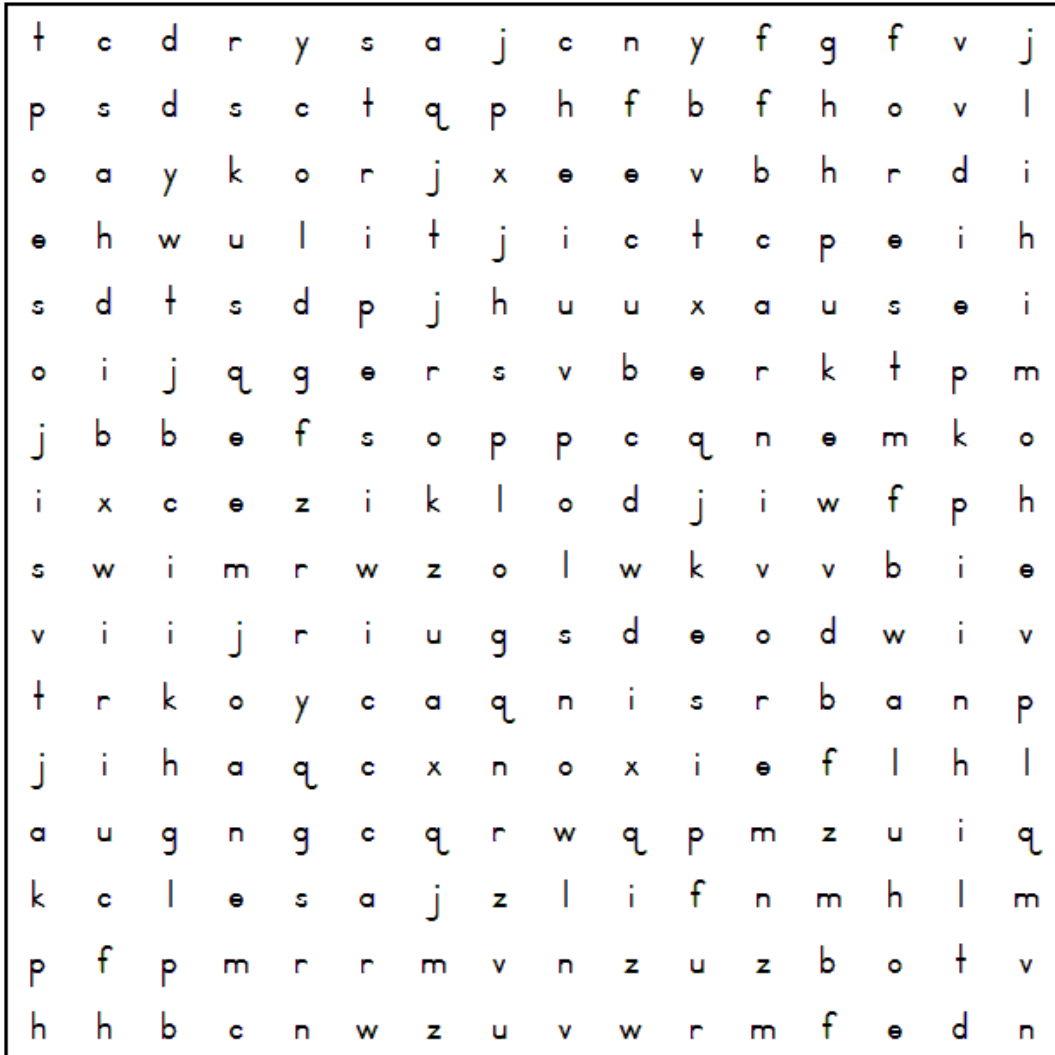 t c d r y s a j c n y f g f v j
p s d s c t q p h f b f h o v l
o a y k o r j x e e v b h r d i
e h w u l i t j i c t c p e i h
s d t s d p j h u u x a u s e i
o i j q g e r s v b e r k t p m
j b b e f s o p p c q n e m k o
i x c e z i k l o d j i w f p h
s w i m r w z o l w k v v b i e
v i i j r i u g s d e o d w i v
t r k o y c a q n i s r b a n p
j i h a q c x n o x i e f l h l
a u g n g c q r w q p m z u i q
k c l e s a j z l i f n m h l m
p f p m r r m v n z u z b o t v
h h b c n w z u v w r m f e d n